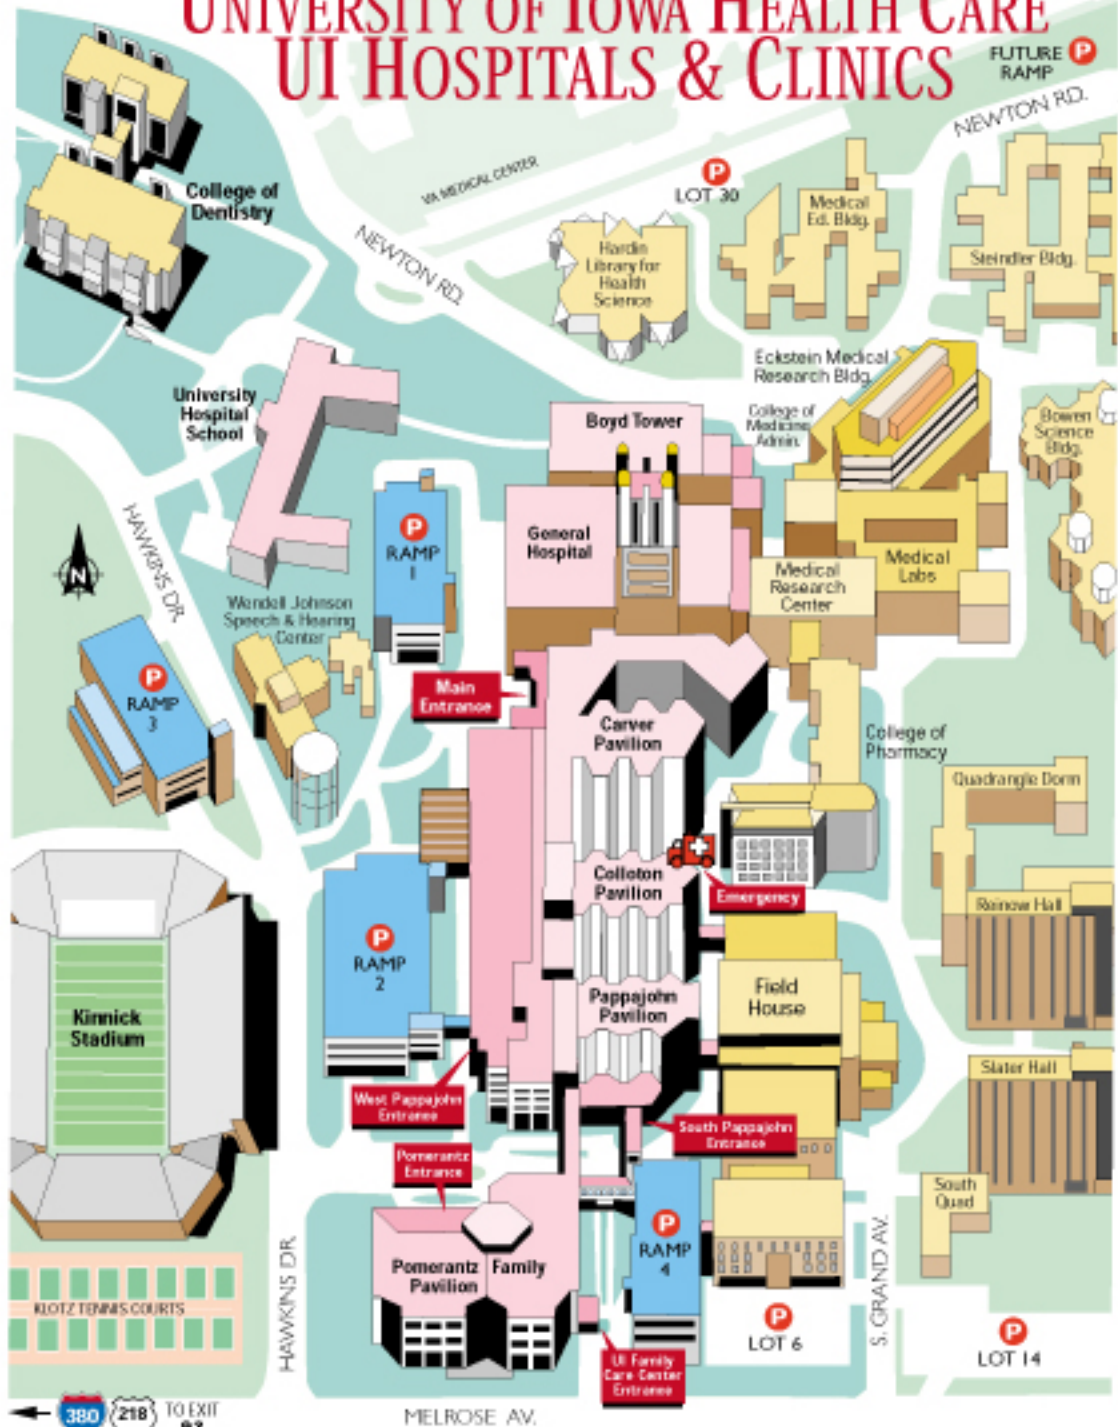 UNIVERSITY OF IOWA HEALTH CARE
UI HOSPITALS & CLINICS
FUTURE
RAMP
P
NEWTON RD.
VA MEDICAL CENTER
P
LOT 30
College of
Dentistry
NEWTON RD.
Hardin
Library for
Health
Science
Medical
Ed. Bldg.
Steindler Bldg.
Eckstein Medical
Research Bldg.
College of
Medicine
Admin.
Bowen
Science
Bldg.
University
Hospital
School
Boyd Tower
General
Hospital
P
RAMP
1
Medical
Research
Center
Medical
Labs
HAWKINS DR.
N
Wendell Johnson
Speech & Hearing
Center
P
RAMP
3
Main
Entrance
Carver
Pavilion
College of
Pharmacy
Quadrangle Dorm
Colloton
Pavilion
Emergency
Reinow Hall
P
RAMP
2
Pappajohn
Pavilion
Field
House
Kinnick
Stadium
Slater Hall
West Pappajohn
Entrance
South Pappajohn
Entrance
Pomerantz
Entrance
South
Quad
P
RAMP
4
Pomerantz
Pavilion
Family
HAWKINS DR.
S. GRAND AV.
KLOTZ TENNIS COURTS
P
LOT 6
P
LOT 14
UI Family
Care Center
Entrance
380
218
TO EXIT
MELROSE AV.